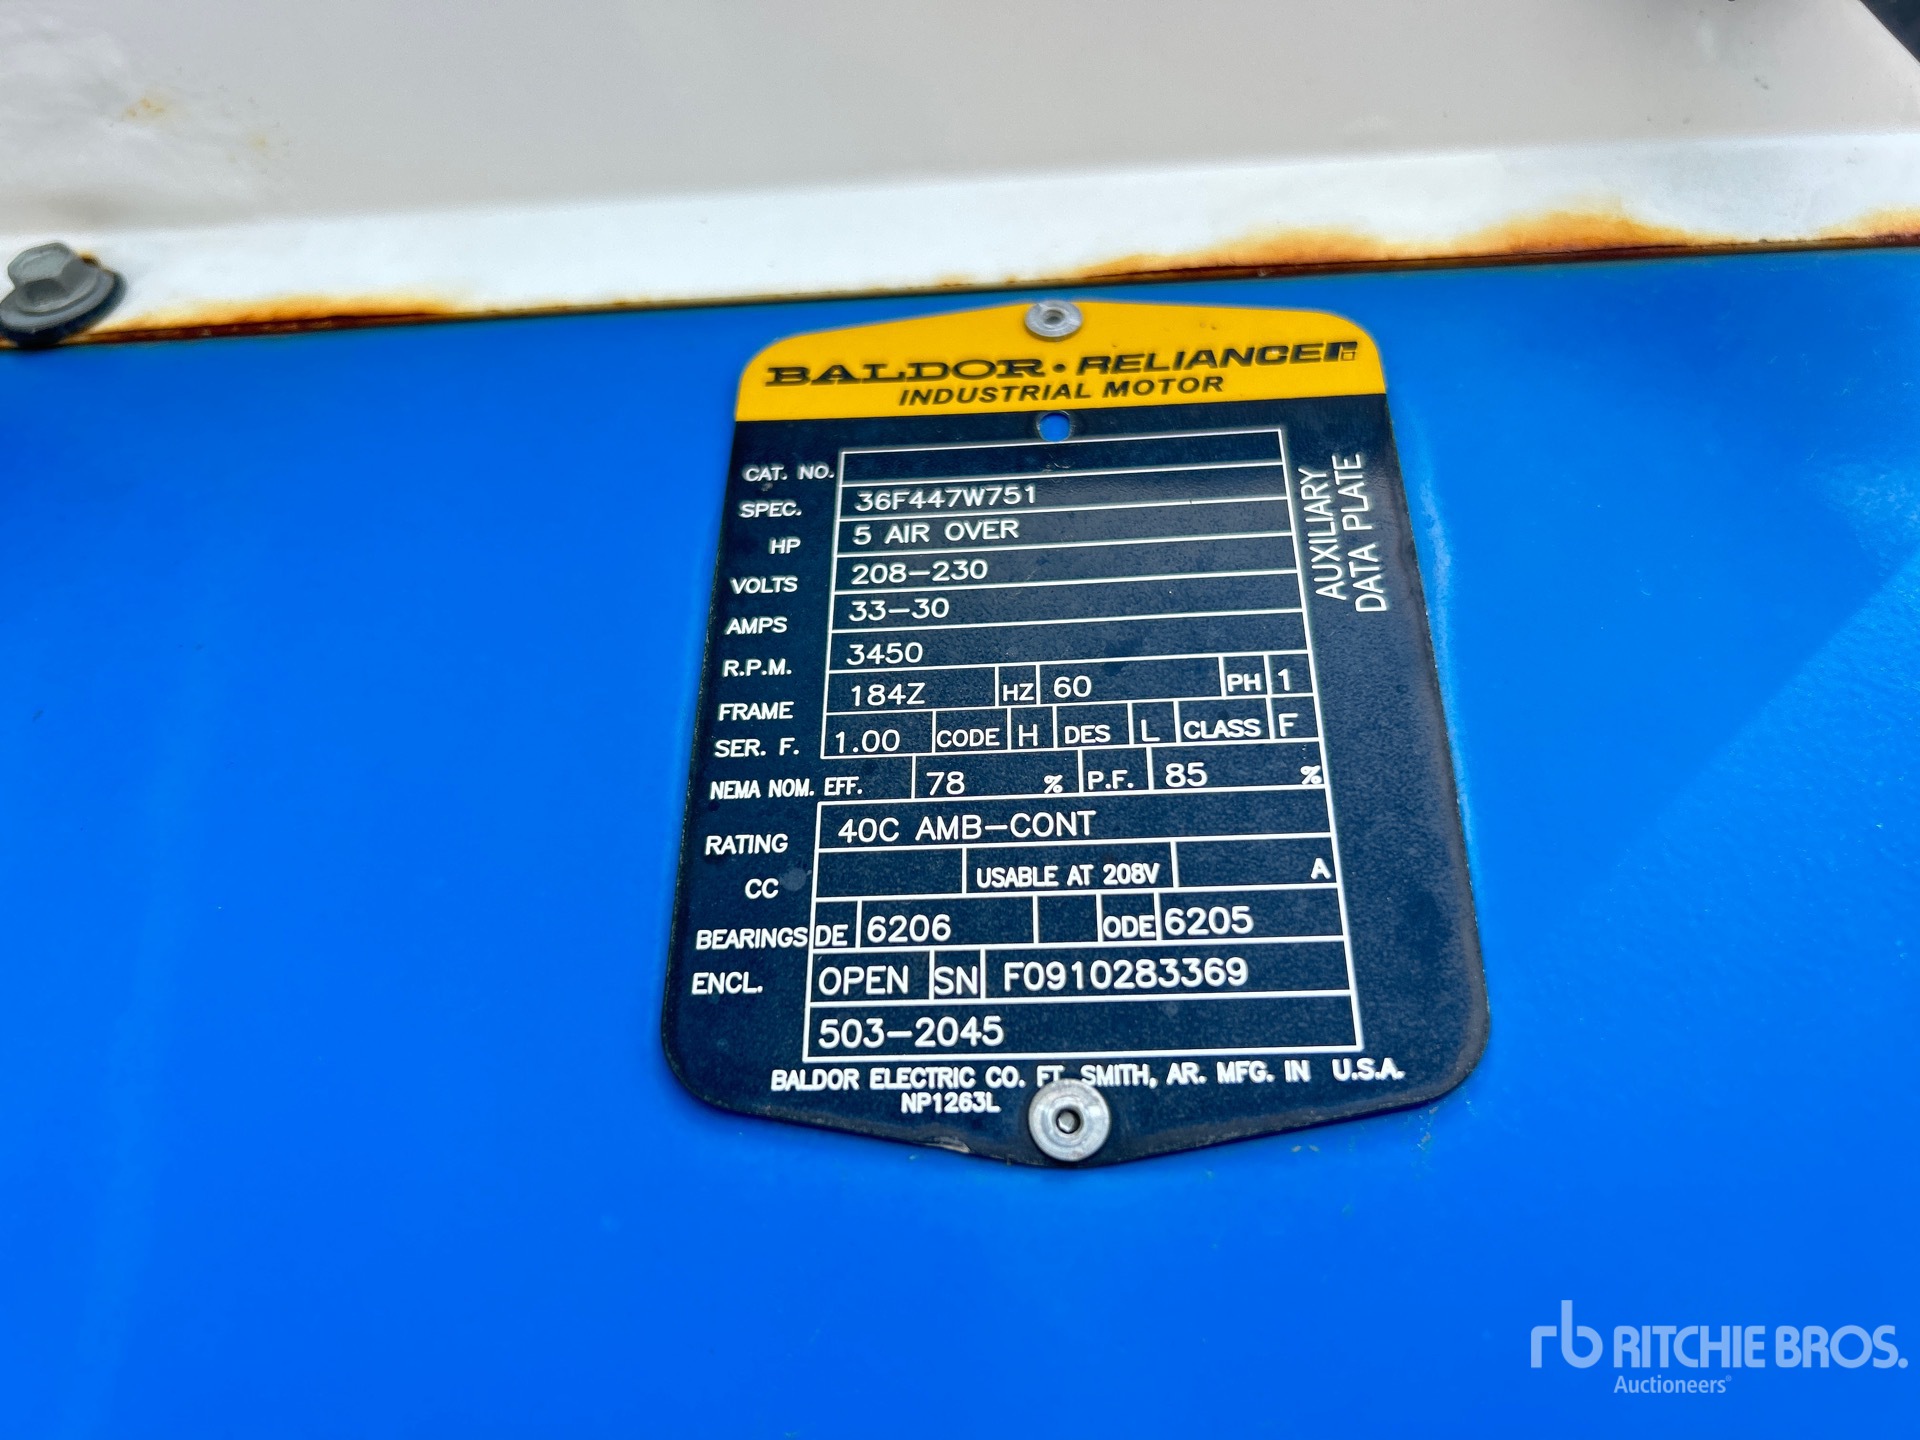 BALDOR • RELIANCE
INDUSTRIAL MOTOR
CAT. NO.
SPEC. 36F447W751
HP 5 AIR OVER
VOLTS 208-230
AMPS 33-30
R.P.M. 3450
FRAME 184Z HZ 60 PH 1
SER. F. 1.00 CODE H DES L CLASS F
NEMA NOM. EFF. 78 % P.F. 85 %
RATING 40C AMB-CONT
CC USABLE AT 208V A
BEARINGS DE 6206 ODE 6205
ENCL. OPEN SN F0910283369
503-2045
BALDOR ELECTRIC CO. FT. SMITH, AR. MFG. IN U.S.A.
NP1263L
AUXILIARY
DATA PLATE
rb RITCHIE BROS.
Auctioneers